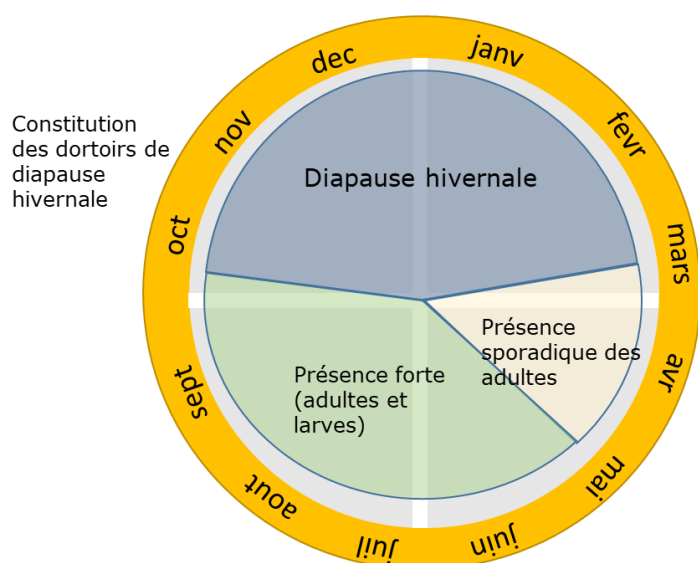 janv
fevr
mars
avr
mai
juin
juil
aout
sept
oct
nov
dec
Constitution
des dortoirs de
diapause
hivernale
Diapause hivernale
Présence
sporadique des
adultes
Présence forte
(adultes et
larves)